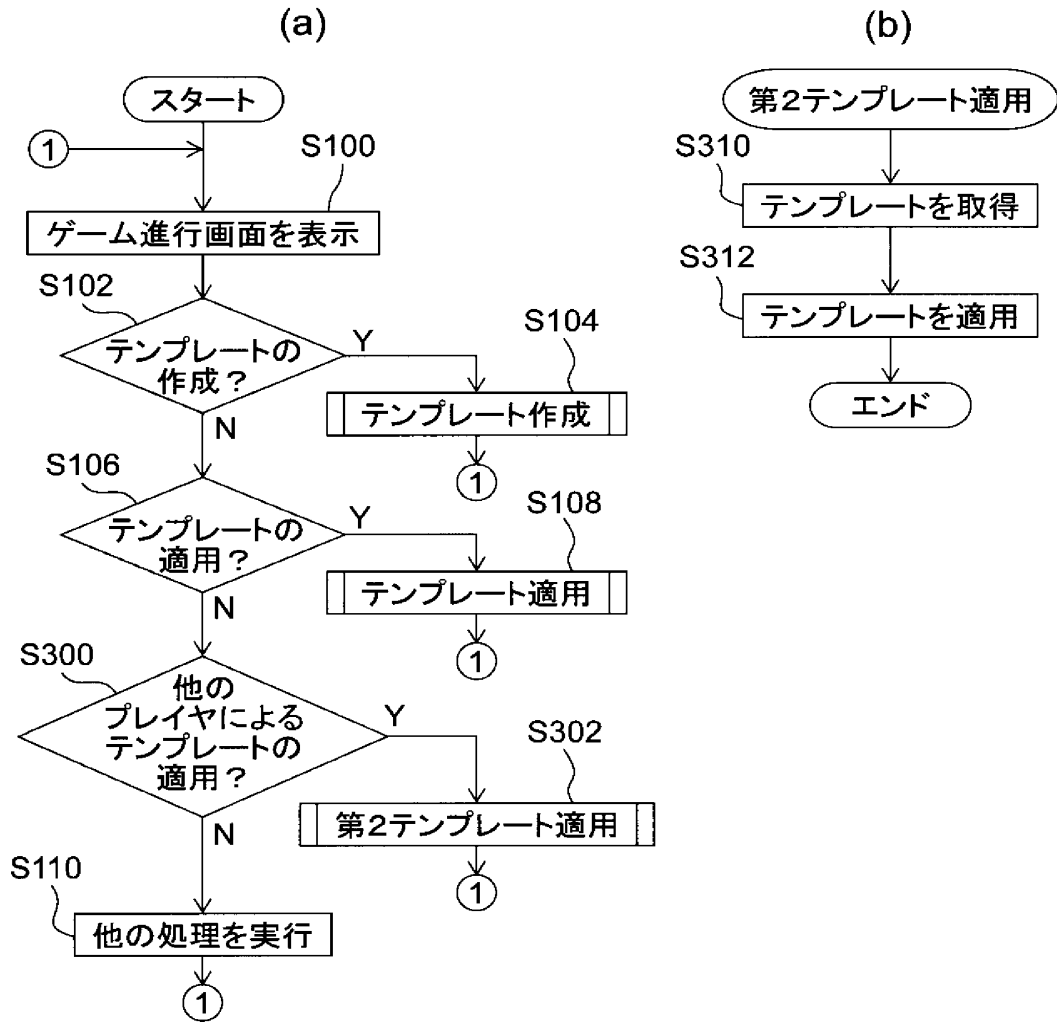 (a)
スタート
①
S100
ゲーム進行画面を表示
S102
テンプレートの
作成？
Y
N
S104
テンプレート作成
①
S106
テンプレートの
適用？
Y
N
S108
テンプレート適用
①
S300
他の
プレイヤによる
テンプレートの
適用？
Y
N
S302
第2テンプレート適用
①
S110
他の処理を実行
①
(b)
第2テンプレート適用
S310
テンプレートを取得
S312
テンプレートを適用
エンド